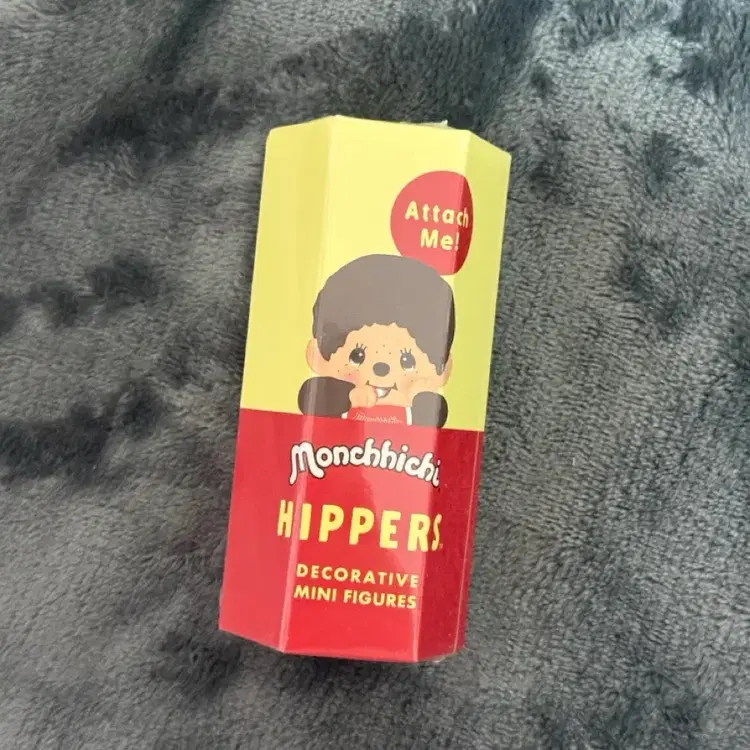 Attach
Me!
Monchhichi
HIPPERS
DECORATIVE
MINI FIGURES